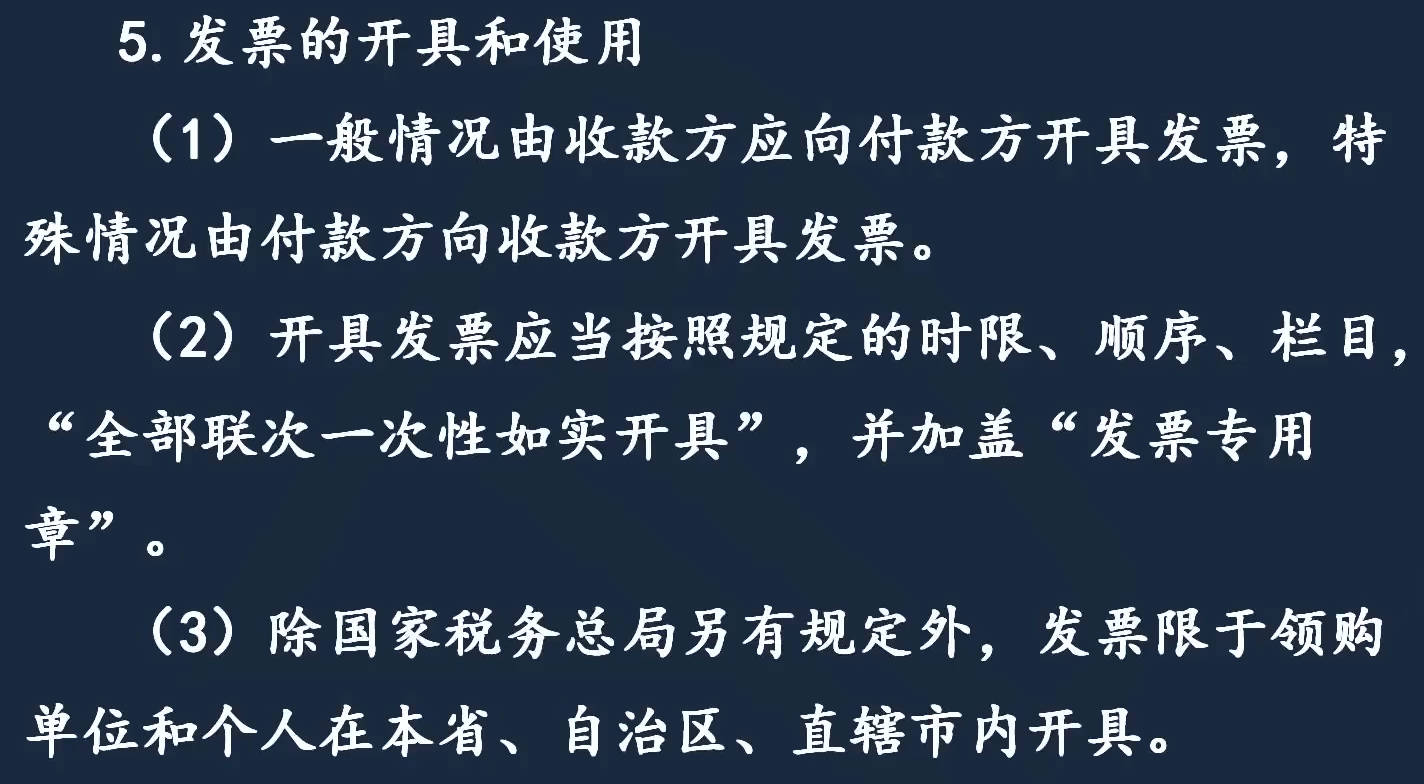 5.发票的开具和使用
（1）一般情况由收款方应向付款方开具发票，特
殊情况由付款方向收款方开具发票。
（2）开具发票应当按照规定的时限、顺序、栏目，
“全部联次一次性如实开具”，并加盖“发票专用
章”。
（3）除国家税务总局另有规定外，发票限于领购
单位和个人在本省、自治区、直辖市内开具。